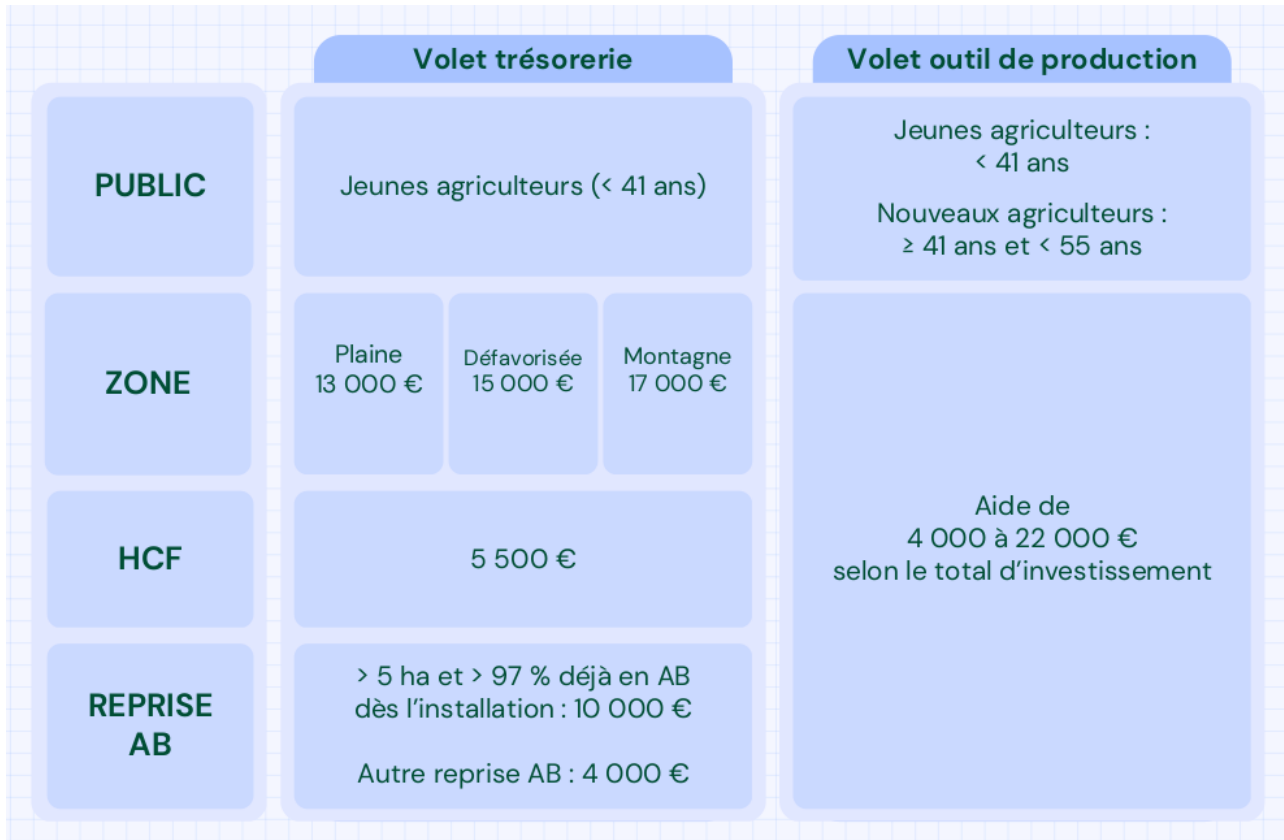 Volet trésorerie
Volet outil de production
PUBLIC
Jeunes agriculteurs (< 41 ans)
Jeunes agriculteurs :
< 41 ans
Nouveaux agriculteurs :
≥ 41 ans et < 55 ans
ZONE
Plaine
13 000 €
Défavorisée
15 000 €
Montagne
17 000 €
HCF
5 500 €
Aide de
4 000 à 22 000 €
selon le total d’investissement
REPRISE
AB
> 5 ha et > 97 % déjà en AB
dès l’installation : 10 000 €
Autre reprise AB : 4 000 €